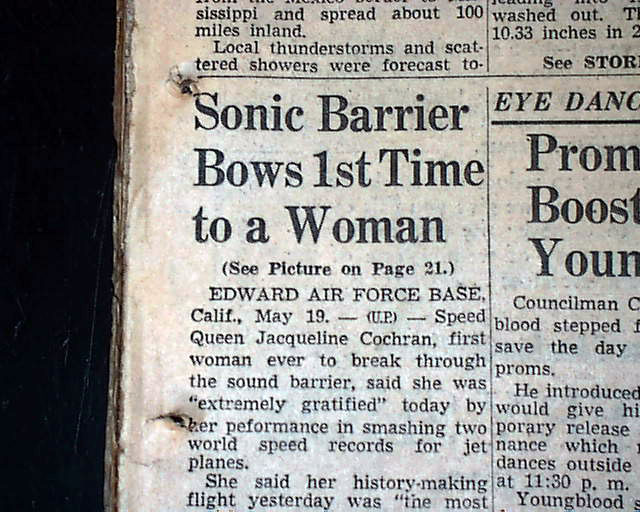 sissippi and spread about 100
miles inland.
Local thunderstorms and scat-
tered showers were forecast to-
Sonic Barrier
Bows 1st Time
to a Woman
(See Picture on Page 21.)
EDWARD AIR FORCE BASE,
Calif., May 19. — (U.P.) — Speed
Queen Jacqueline Cochran, first
woman ever to break through
the sound barrier, said she was
"extremely gratified" today by
her peformance in smashing two
world speed records for jet
planes.
She said her history-making
flight yesterday was "the most
washed out.
10.33 inches in 2
See STOR
EYE DANC
Prom
Boost
Youn
Councilman C
blood stepped f
save the day
proms.
He introduced
would give hi
porary release
nance which
dances outside
at 11:30 p. m.
Youngblood s